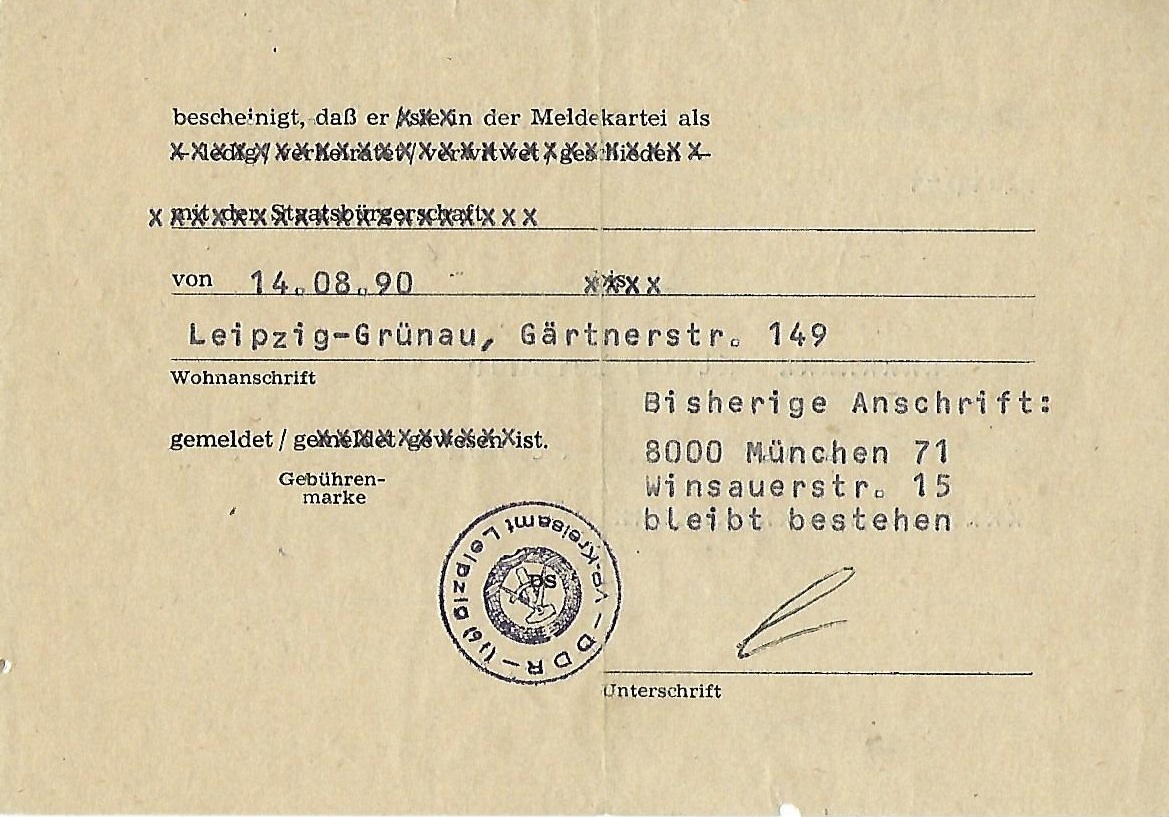 bescheinigt, daß er /sie in der Meldekartei als
— ledig / verheiratet / verwitwet / geschieden —
mit der Staatsbürgerschaft
von 14.08.90 bis
Leipzig-Grünau, Gärtnerstr. 149
Wohnanschrift
Bisherige Anschrift:
gemeldet / gemeldet gewesen ist.
8000 München 71
Gebühren-
marke
Winsauerstr. 15
bleibt bestehen
DDR – VP-Kreisamt Leipzig (16) –
Unterschrift